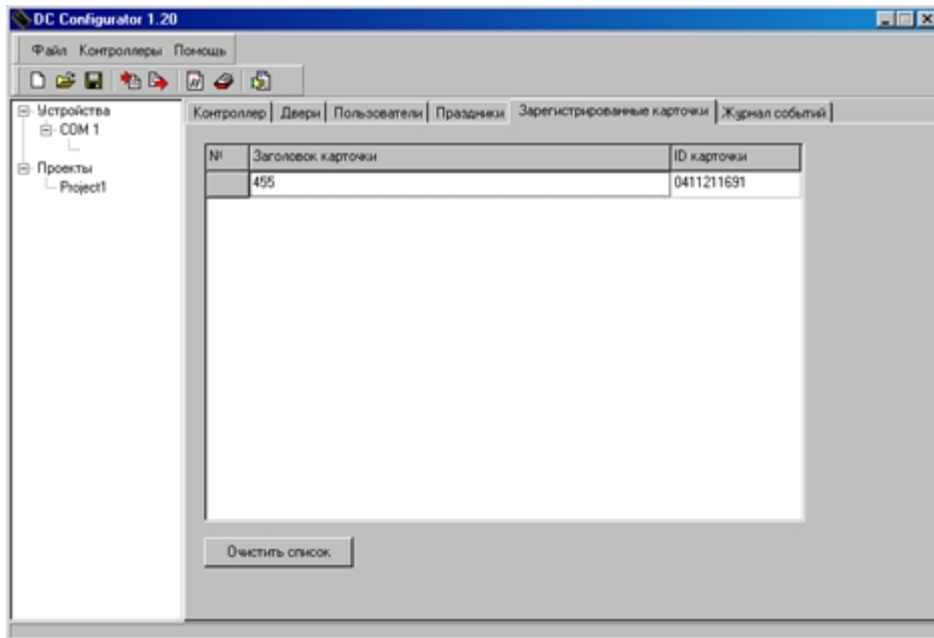 DC Configurator 1.20
Файл Контроллеры Помощь
Устройства
COM 1
Проекты
Project1
Контроллер Двери Пользователи Праздники Зарегистрированные карточки Журнал событий
№ Заголовок карточки ID карточки
455 0411211691
Очистить список